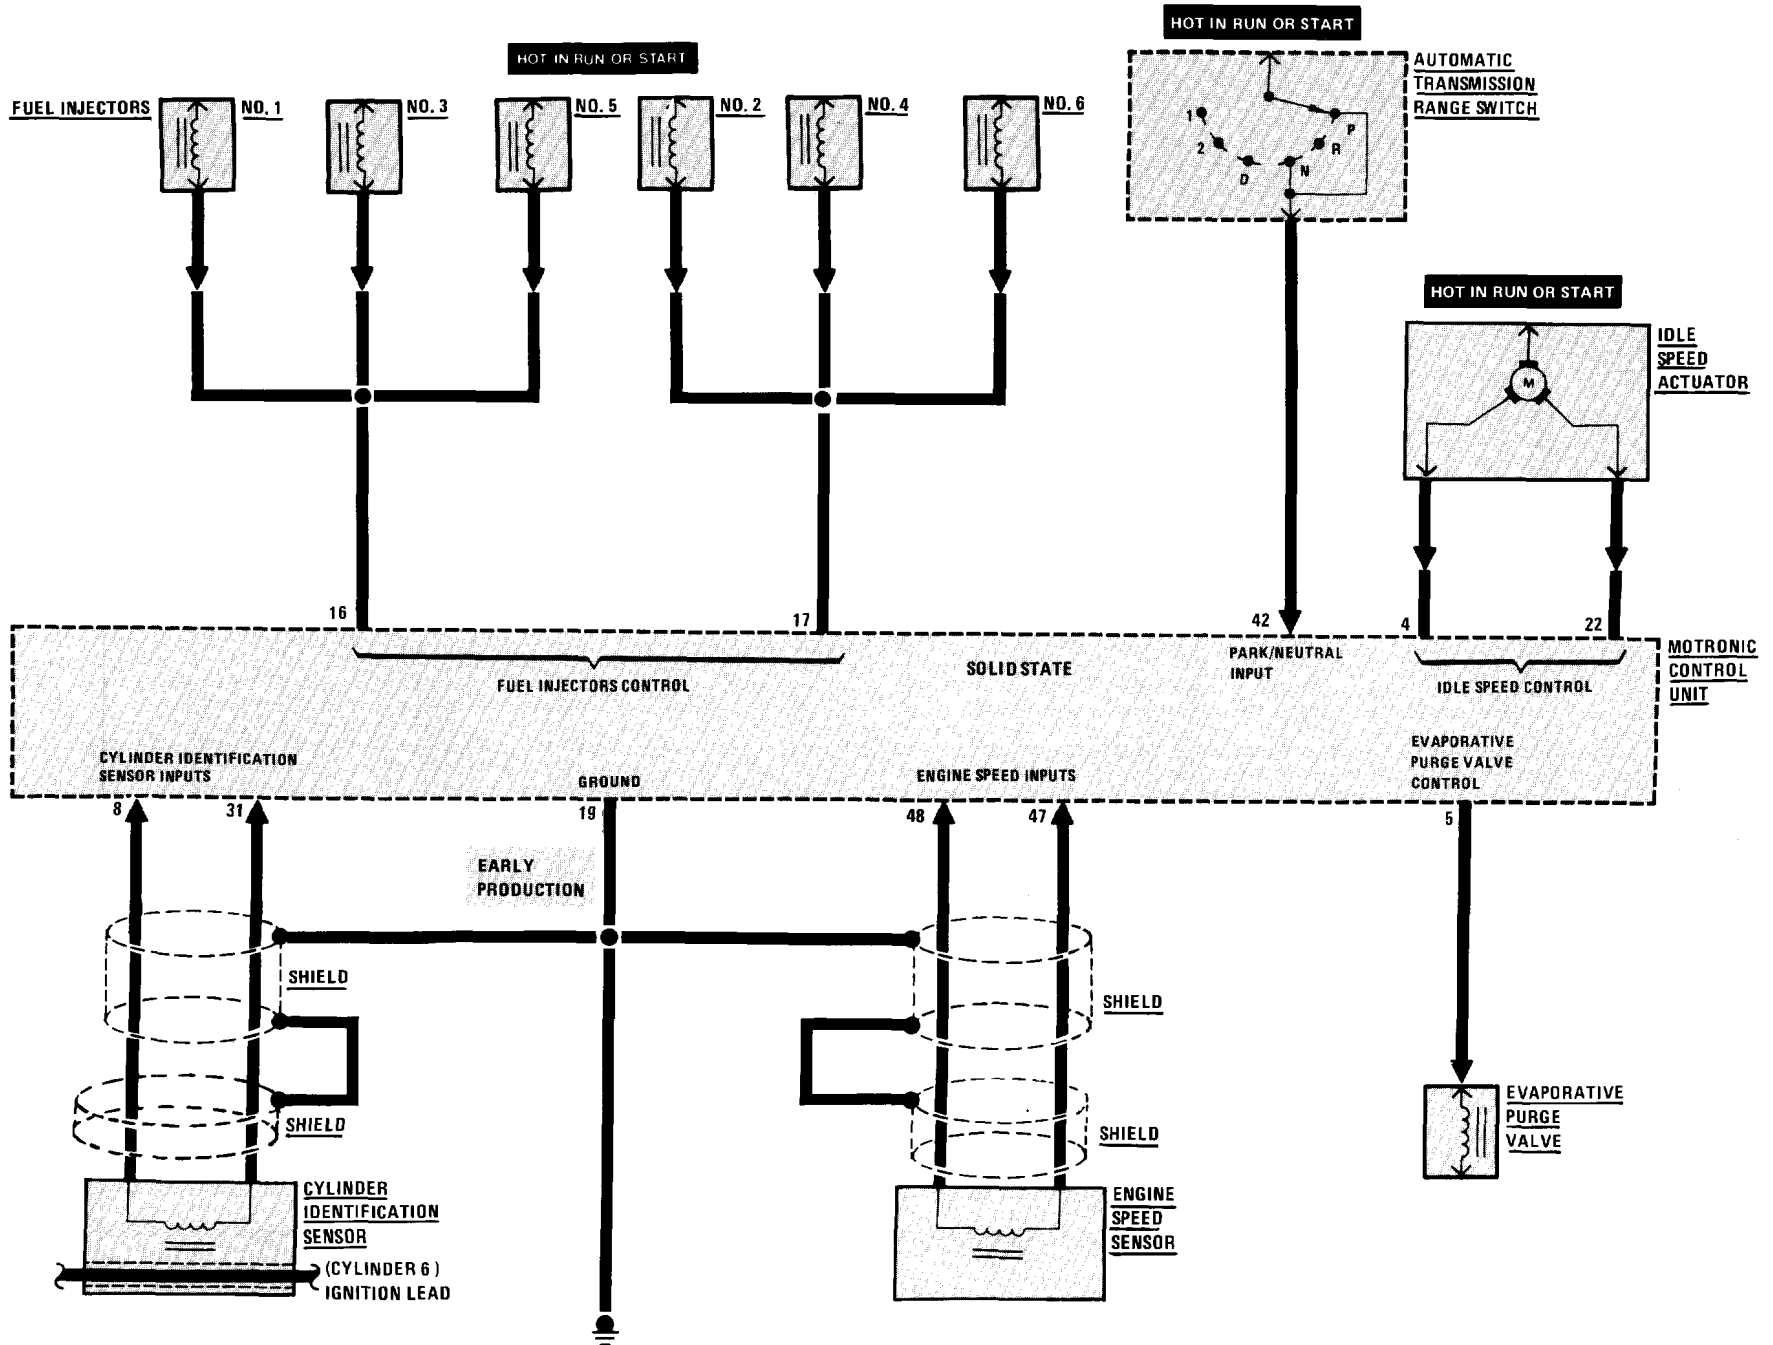 HOT IN RUN OR START
HOT IN RUN OR START
AUTOMATIC
TRANSMISSION
RANGE SWITCH
FUEL INJECTORS
NO. 1
NO. 3
NO. 5
NO. 2
NO. 4
NO. 6
1
2
D
N
R
P
HOT IN RUN OR START
IDLE
SPEED
ACTUATOR
M
16
17
42
4
22
MOTRONIC
CONTROL
UNIT
FUEL INJECTORS CONTROL
SOLID STATE
PARK/NEUTRAL
INPUT
IDLE SPEED CONTROL
CYLINDER IDENTIFICATION
SENSOR INPUTS
GROUND
ENGINE SPEED INPUTS
EVAPORATIVE
PURGE VALVE
CONTROL
8
31
19
48
47
5
EARLY
PRODUCTION
SHIELD
SHIELD
SHIELD
SHIELD
EVAPORATIVE
PURGE
VALVE
CYLINDER
IDENTIFICATION
SENSOR
(CYLINDER 6)
IGNITION LEAD
ENGINE
SPEED
SENSOR